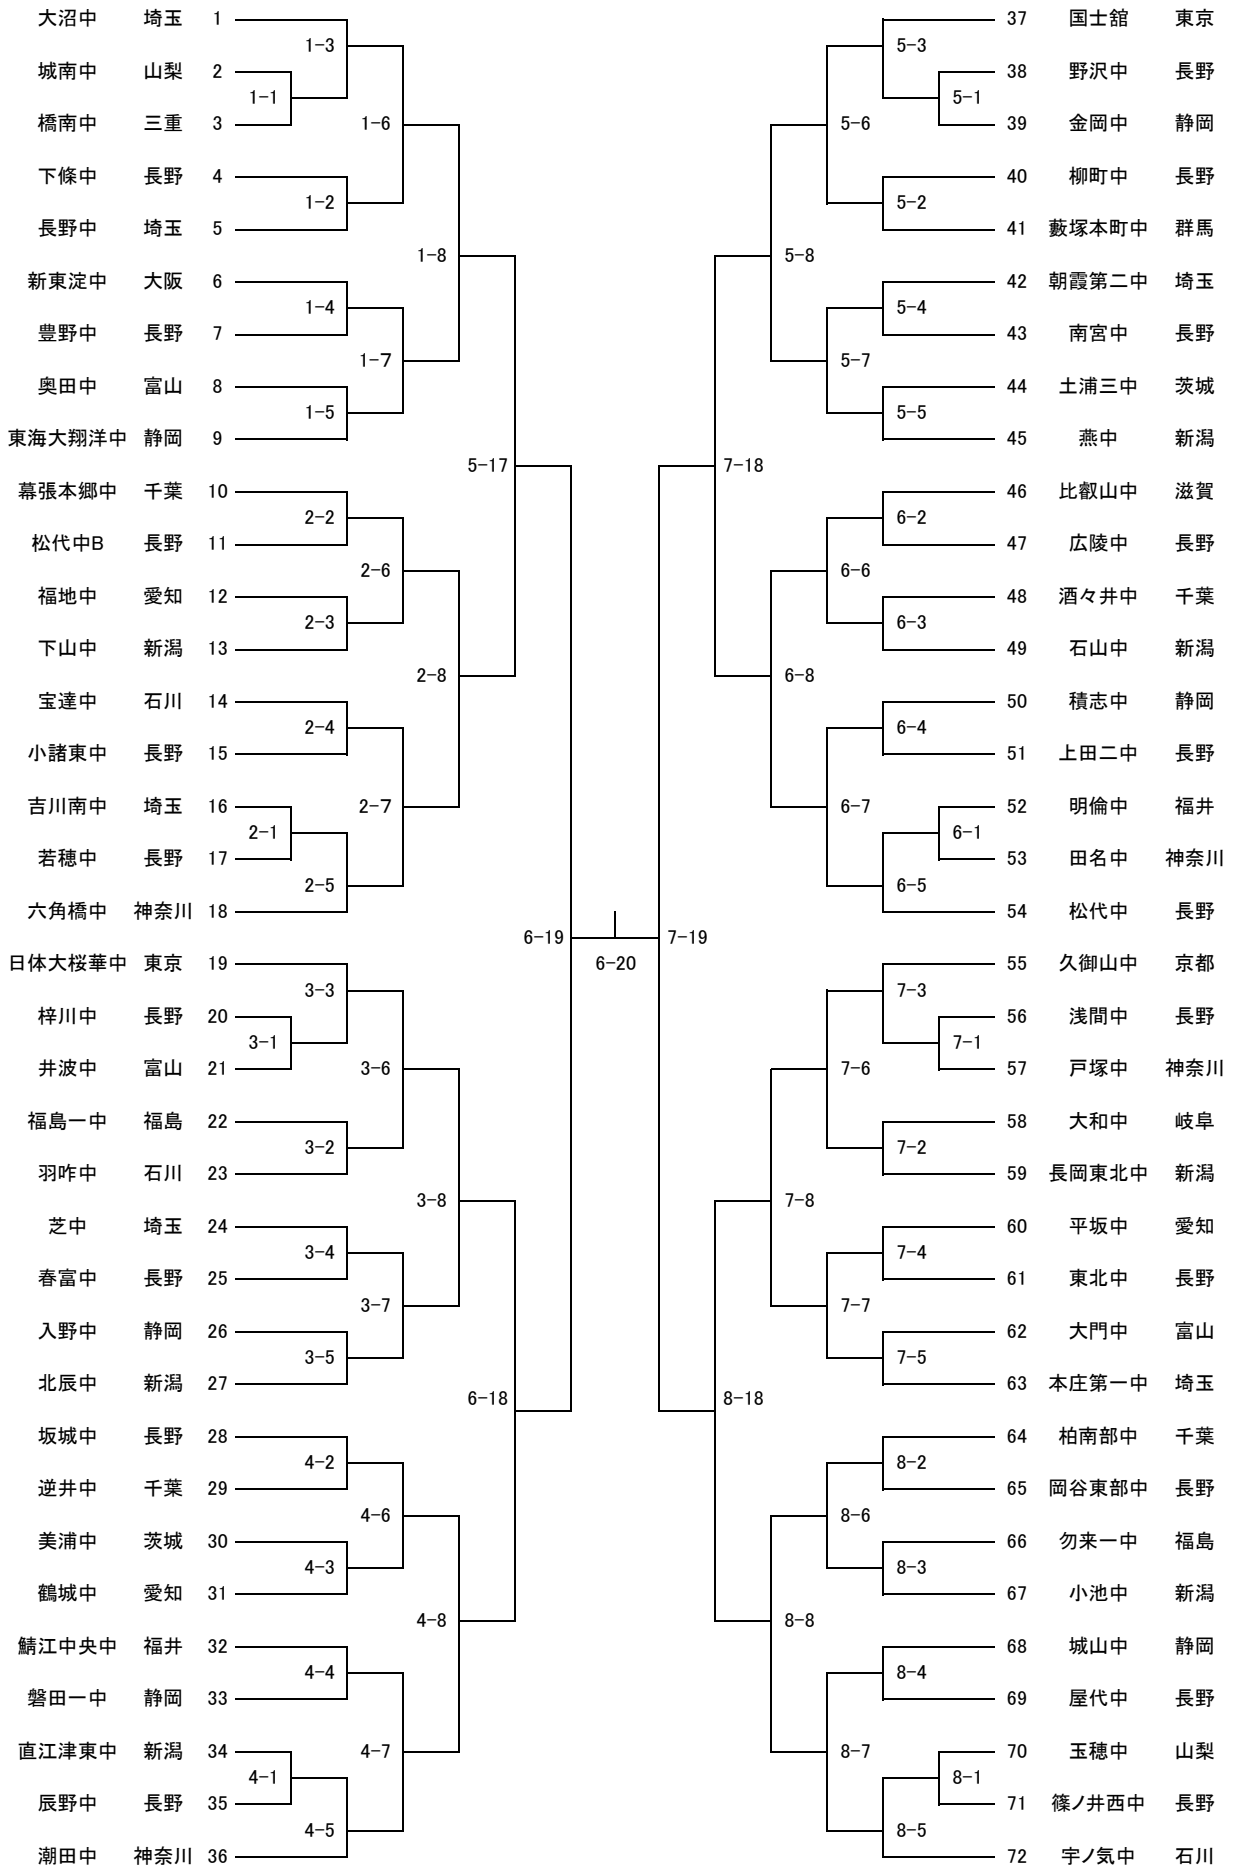 大沼中 埼玉 1
城南中 山梨 2
橋南中 三重 3
下條中 長野 4
長野中 埼玉 5
新東淀中 大阪 6
豊野中 長野 7
奥田中 富山 8
東海大翔洋中 静岡 9
幕張本郷中 千葉 10
松代中B 長野 11
福地中 愛知 12
下山中 新潟 13
宝達中 石川 14
小諸東中 長野 15
吉川南中 埼玉 16
若穂中 長野 17
六角橋中 神奈川 18
日体大桜華中 東京 19
梓川中 長野 20
井波中 富山 21
福島一中 福島 22
羽咋中 石川 23
芝中 埼玉 24
春富中 長野 25
入野中 静岡 26
北辰中 新潟 27
坂城中 長野 28
逆井中 千葉 29
美浦中 茨城 30
鶴城中 愛知 31
鯖江中央中 福井 32
磐田一中 静岡 33
直江津東中 新潟 34
辰野中 長野 35
潮田中 神奈川 36
1-3
1-1
1-6
1-2
1-8
1-4
1-7
1-5
5-17
2-2
2-6
2-3
2-8
2-4
2-7
2-1
2-5
6-19
3-3
3-1
3-6
3-2
3-8
3-4
3-7
3-5
6-18
4-2
4-6
4-3
4-8
4-4
4-7
4-1
4-5
6-20
5-3
5-1
5-6
5-2
5-8
5-4
5-7
5-5
7-18
6-2
6-6
6-3
6-8
6-4
6-7
6-1
6-5
7-19
7-3
7-1
7-6
7-2
7-8
7-4
7-7
7-5
8-18
8-2
8-6
8-3
8-8
8-4
8-7
8-1
8-5
37 国士舘 東京
38 野沢中 長野
39 金岡中 静岡
40 柳町中 長野
41 藪塚本町中 群馬
42 朝霞第二中 埼玉
43 南宮中 長野
44 土浦三中 茨城
45 燕中 新潟
46 比叡山中 滋賀
47 広陵中 長野
48 酒々井中 千葉
49 石山中 新潟
50 積志中 静岡
51 上田二中 長野
52 明倫中 福井
53 田名中 神奈川
54 松代中 長野
55 久御山中 京都
56 浅間中 長野
57 戸塚中 神奈川
58 大和中 岐阜
59 長岡東北中 新潟
60 平坂中 愛知
61 東北中 長野
62 大門中 富山
63 本庄第一中 埼玉
64 柏南部中 千葉
65 岡谷東部中 長野
66 勿来一中 福島
67 小池中 新潟
68 城山中 静岡
69 屋代中 長野
70 玉穂中 山梨
71 篠ノ井西中 長野
72 宇ノ気中 石川